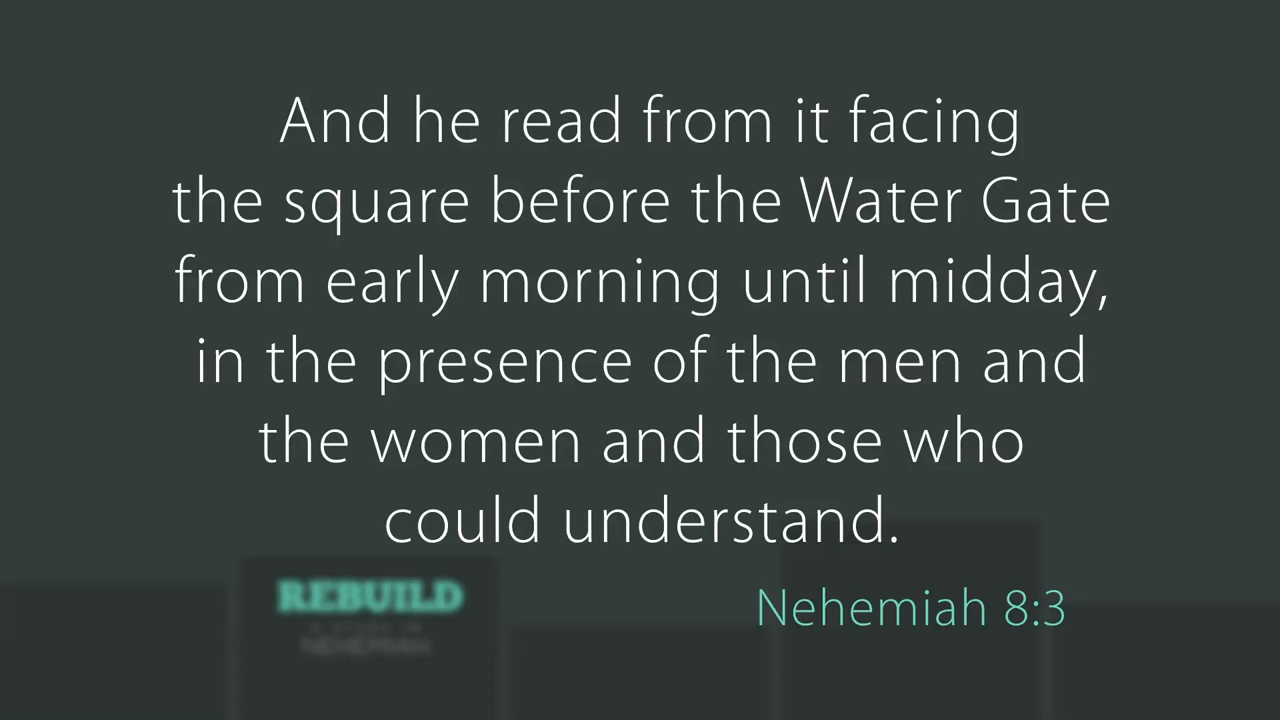 And he read from it facing
the square before the Water Gate
from early morning until midday,
in the presence of the men and
the women and those who
could understand.
Nehemiah 8:3
REBUILD
NEHEMIAH